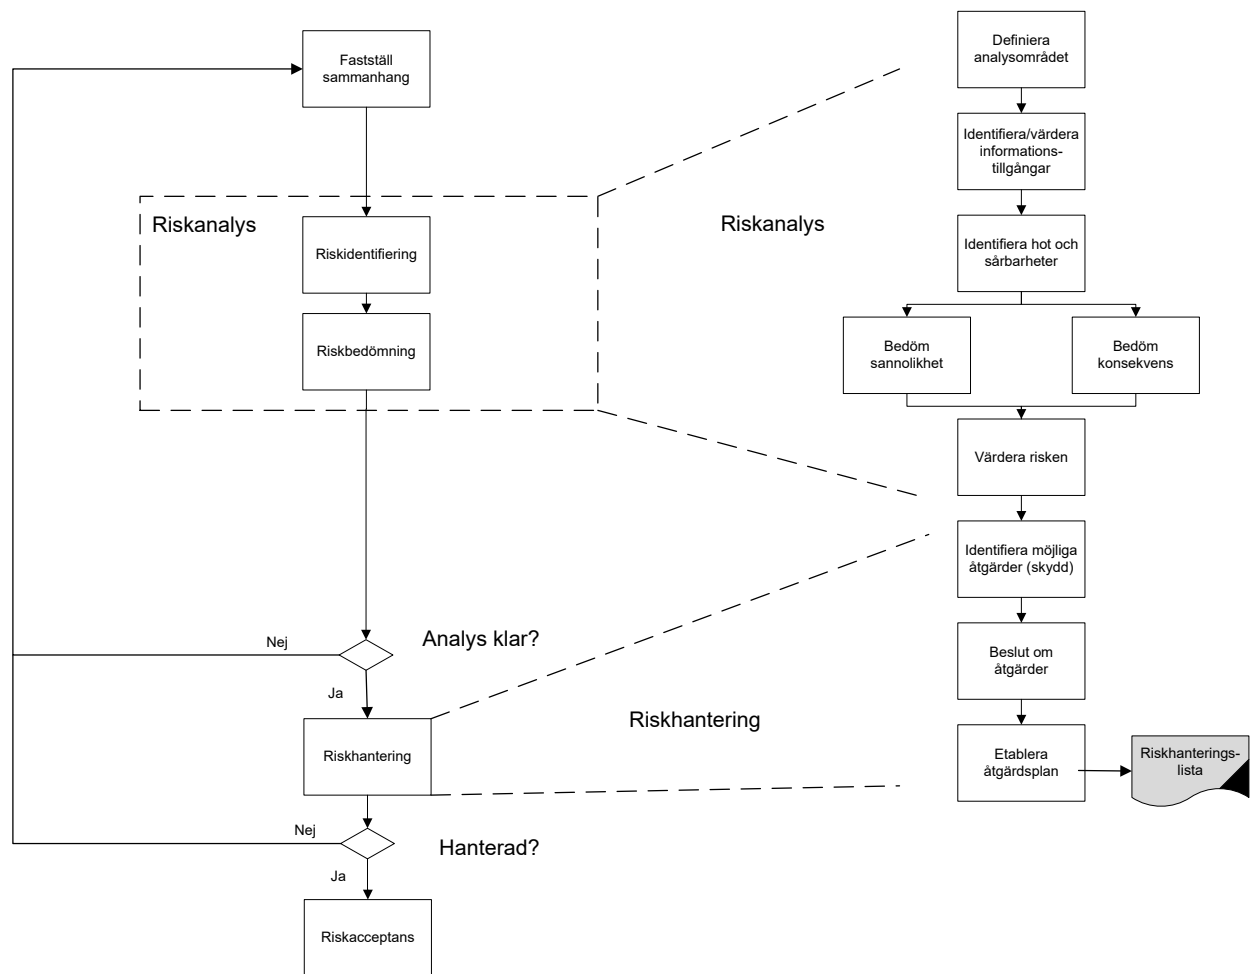 Fastställ
sammanhang
Riskanalys
Riskidentifiering
Riskbedömning
Nej
Analys klar?
Ja
Riskhantering
Nej
Hanterad?
Ja
Riskacceptans
Riskanalys
Riskhantering
Definiera
analysområdet
Identifiera/värdera
informations-
tillgångar
Identifiera hot och
sårbarheter
Bedöm
sannolikhet
Bedöm
konsekvens
Värdera risken
Identifiera möjliga
åtgärder (skydd)
Beslut om
åtgärder
Etablera
åtgärdsplan
Riskhanterings-
lista